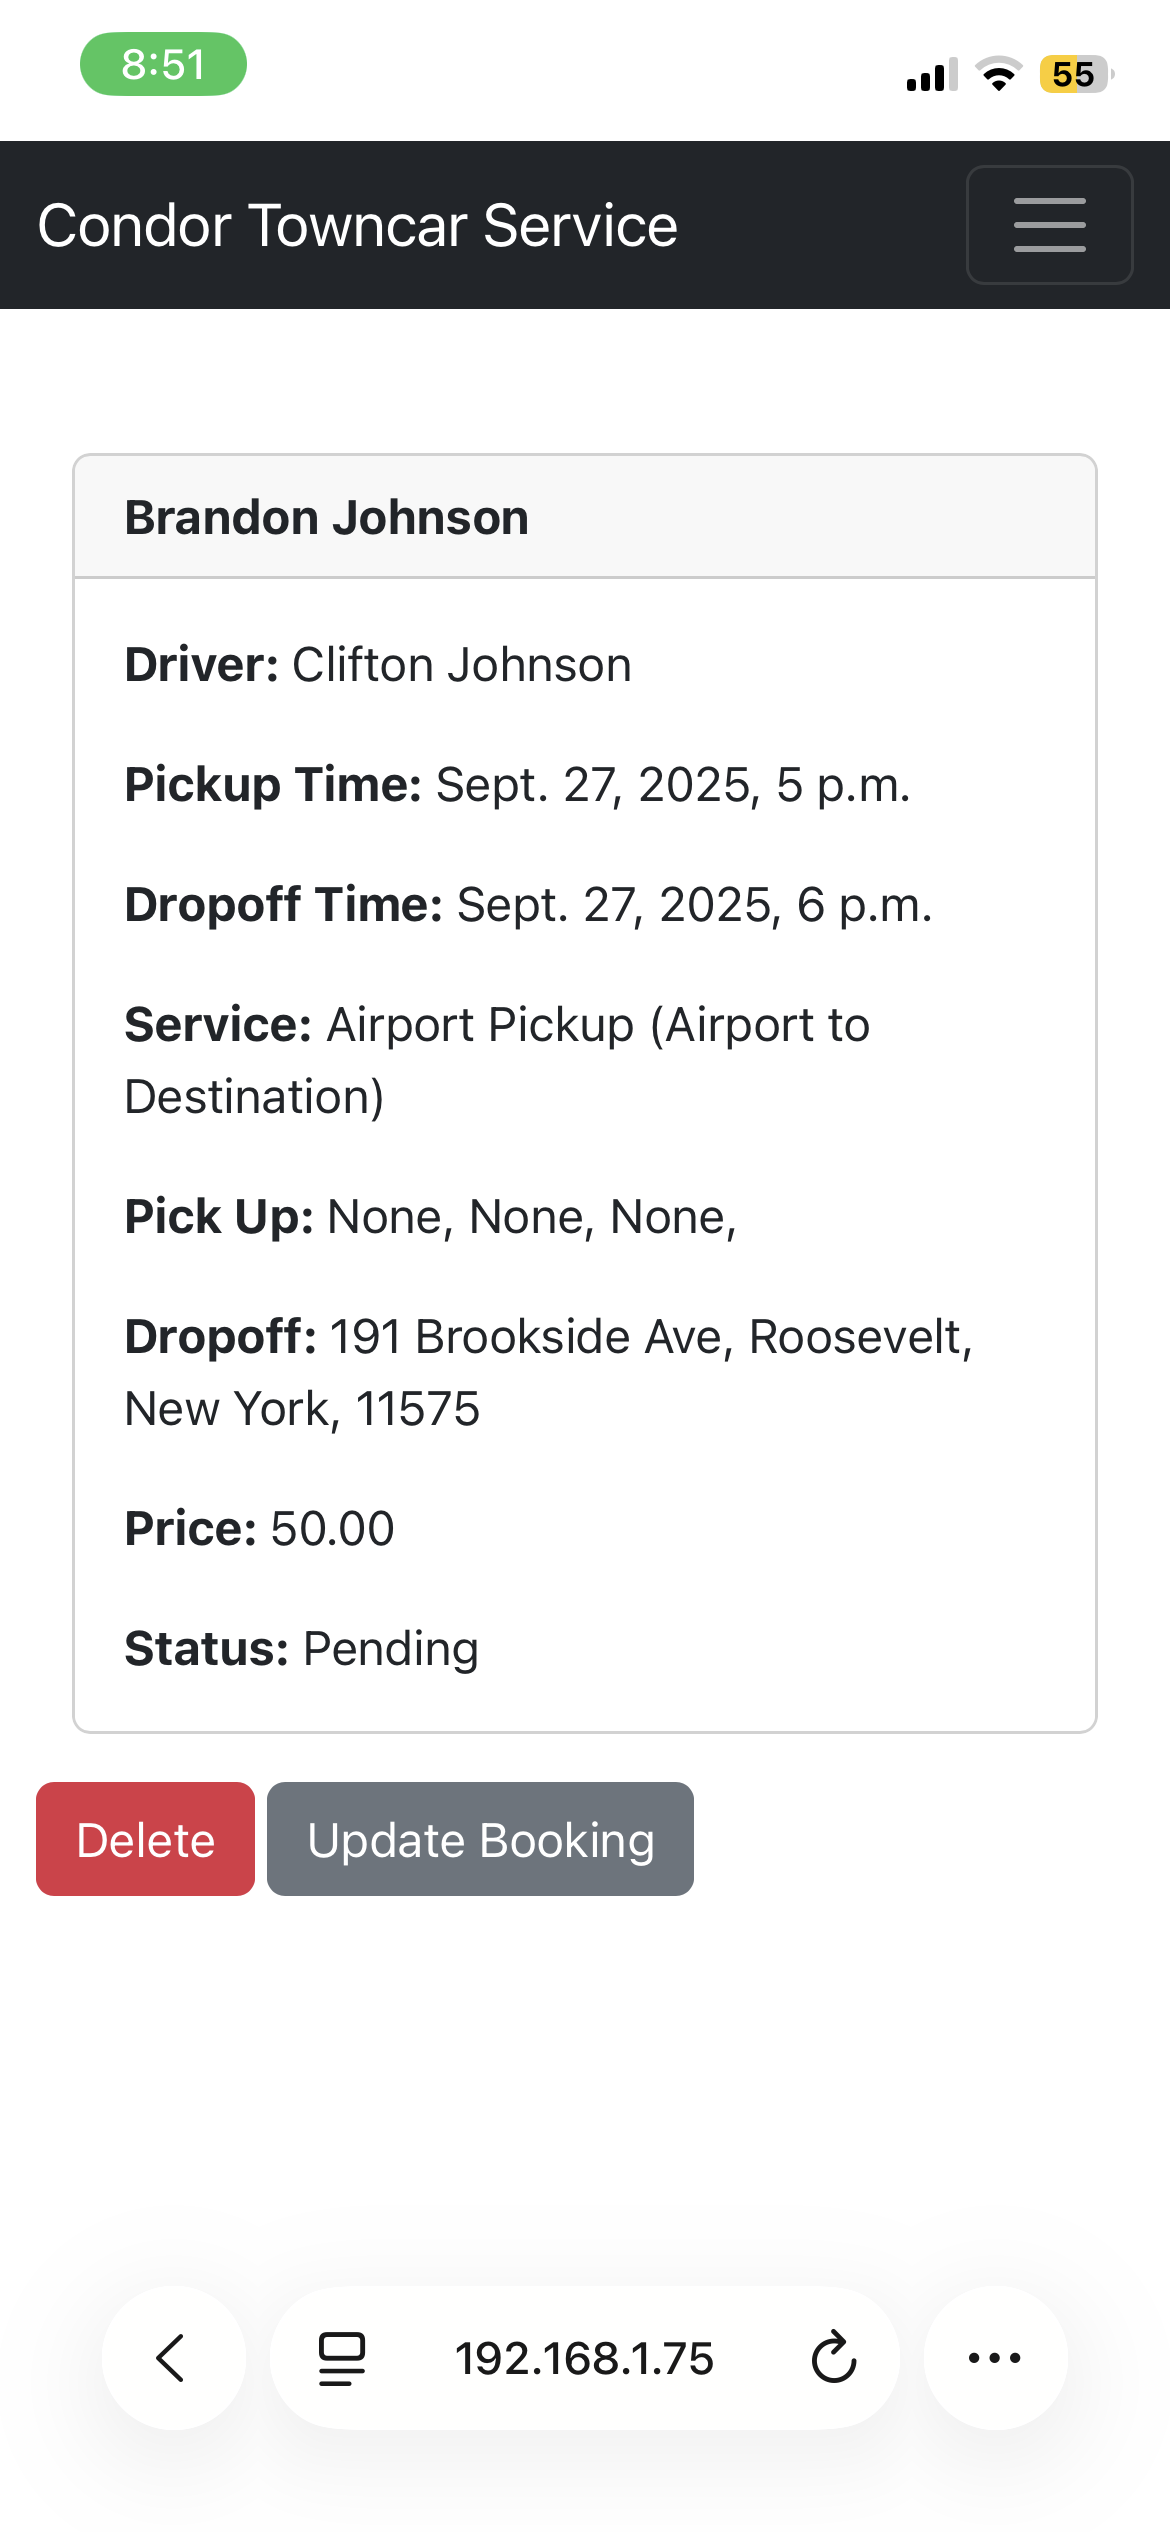 8:51
55
Condor Towncar Service
Brandon Johnson
Driver: Clifton Johnson
Pickup Time: Sept. 27, 2025, 5 p.m.
Dropoff Time: Sept. 27, 2025, 6 p.m.
Service: Airport Pickup (Airport to
Destination)
Pick Up: None, None, None,
Dropoff: 191 Brookside Ave, Roosevelt,
New York, 11575
Price: 50.00
Status: Pending
Delete Update Booking
192.168.1.75